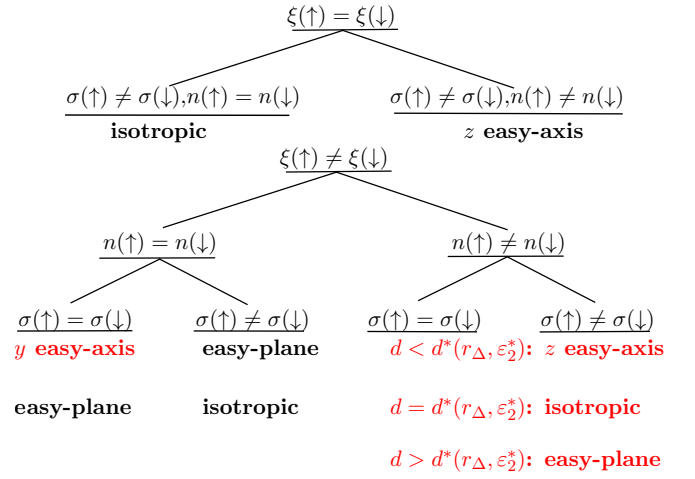 ξ(↑) = ξ(↓)
σ(↑) ≠ σ(↓),n(↑) = n(↓) σ(↑) ≠ σ(↓),n(↑) ≠ n(↓)
isotropic z easy-axis
ξ(↑) ≠ ξ(↓)
n(↑) = n(↓) n(↑) ≠ n(↓)
σ(↑) = σ(↓) σ(↑) ≠ σ(↓) σ(↑) = σ(↓) σ(↑) ≠ σ(↓)
y easy-axis easy-plane d < d*(r_Δ, ε₂*): z easy-axis
easy-plane isotropic d = d*(r_Δ, ε₂*): isotropic
d > d*(r_Δ, ε₂*): easy-plane